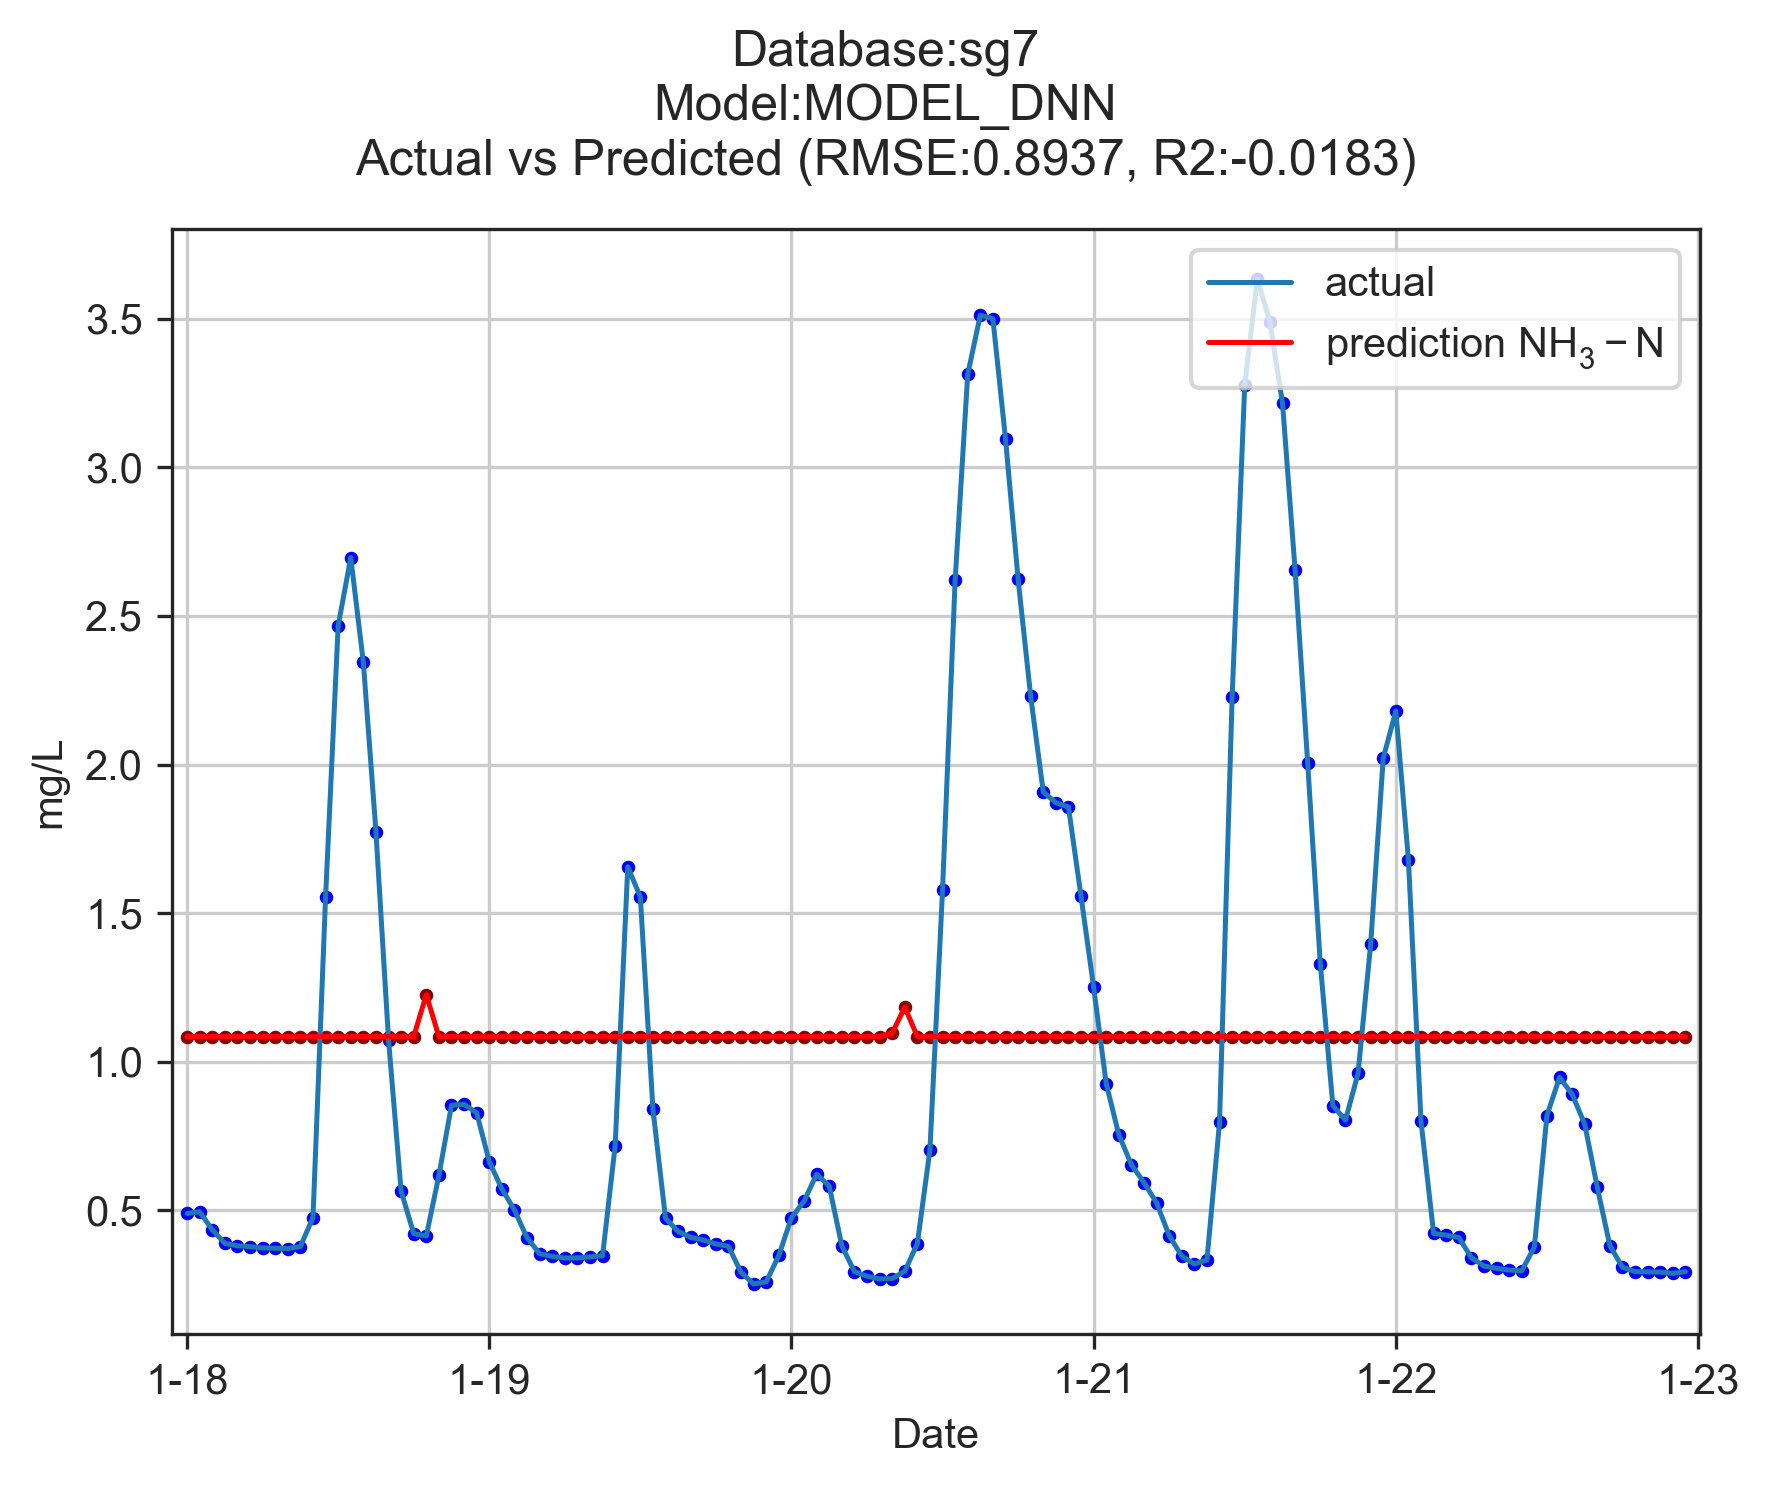 Database:sg7
Model:MODEL_DNN
Actual vs Predicted (RMSE:0.8937, R2:-0.0183)
actual
prediction NH₃ − N
3.5
3.0
2.5
2.0
1.5
1.0
0.5
mg/L
1-18 1-19 1-20 1-21 1-22 1-23
Date